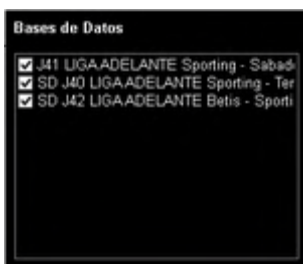 Bases de Datos
J41 LIGA ADELANTE Sporting - Sabad
SD J40 LIGA ADELANTE Sporting - Ter
SD J42 LIGA ADELANTE Betis - Sporti